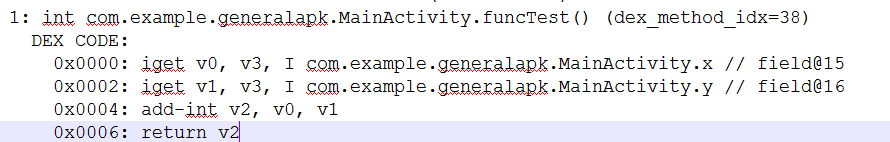 1: int com.example.generalapk.MainActivity.funcTest() (dex_method_idx=38)
DEX CODE:
0x0000: iget v0, v3, I com.example.generalapk.MainActivity.x // field@15
0x0002: iget v1, v3, I com.example.generalapk.MainActivity.y // field@16
0x0004: add-int v2, v0, v1
0x0006: return v2